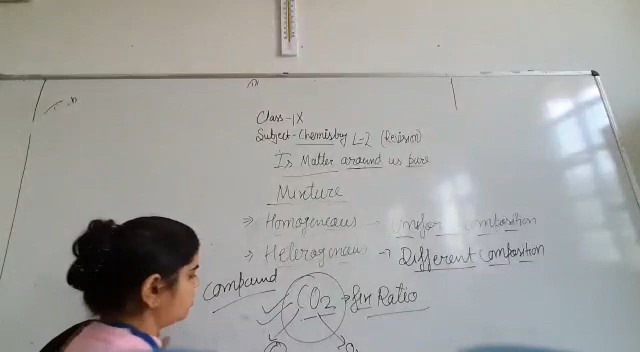 Class-IX
Subject-Chemistry L-2 (Revision)
Is Matter around us pure
Mixture
⇒ Homogeneous - Uniform composition
→ Heterogeneous → Different composition
Compound CO2 → fix Ratio